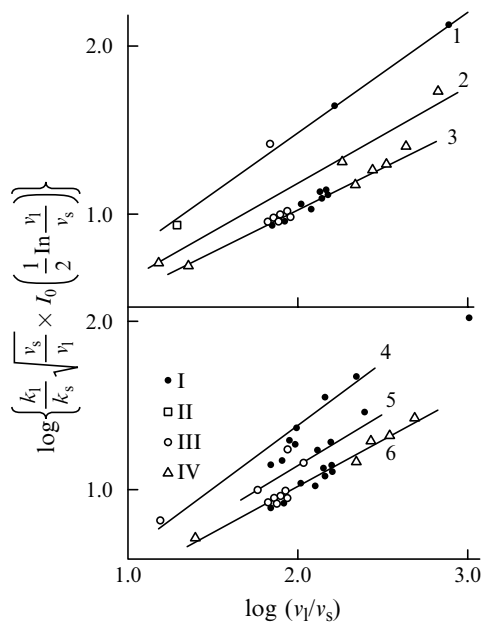 2.0
1
2
3
1.0
log { k_l/k_s √(v_s/v_l) × I_0 ( 1/2 ln v_l/v_s ) }
2.0
4
I
5
II
III
6
IV
1.0
1.0 2.0 3.0
log (v_l/v_s)